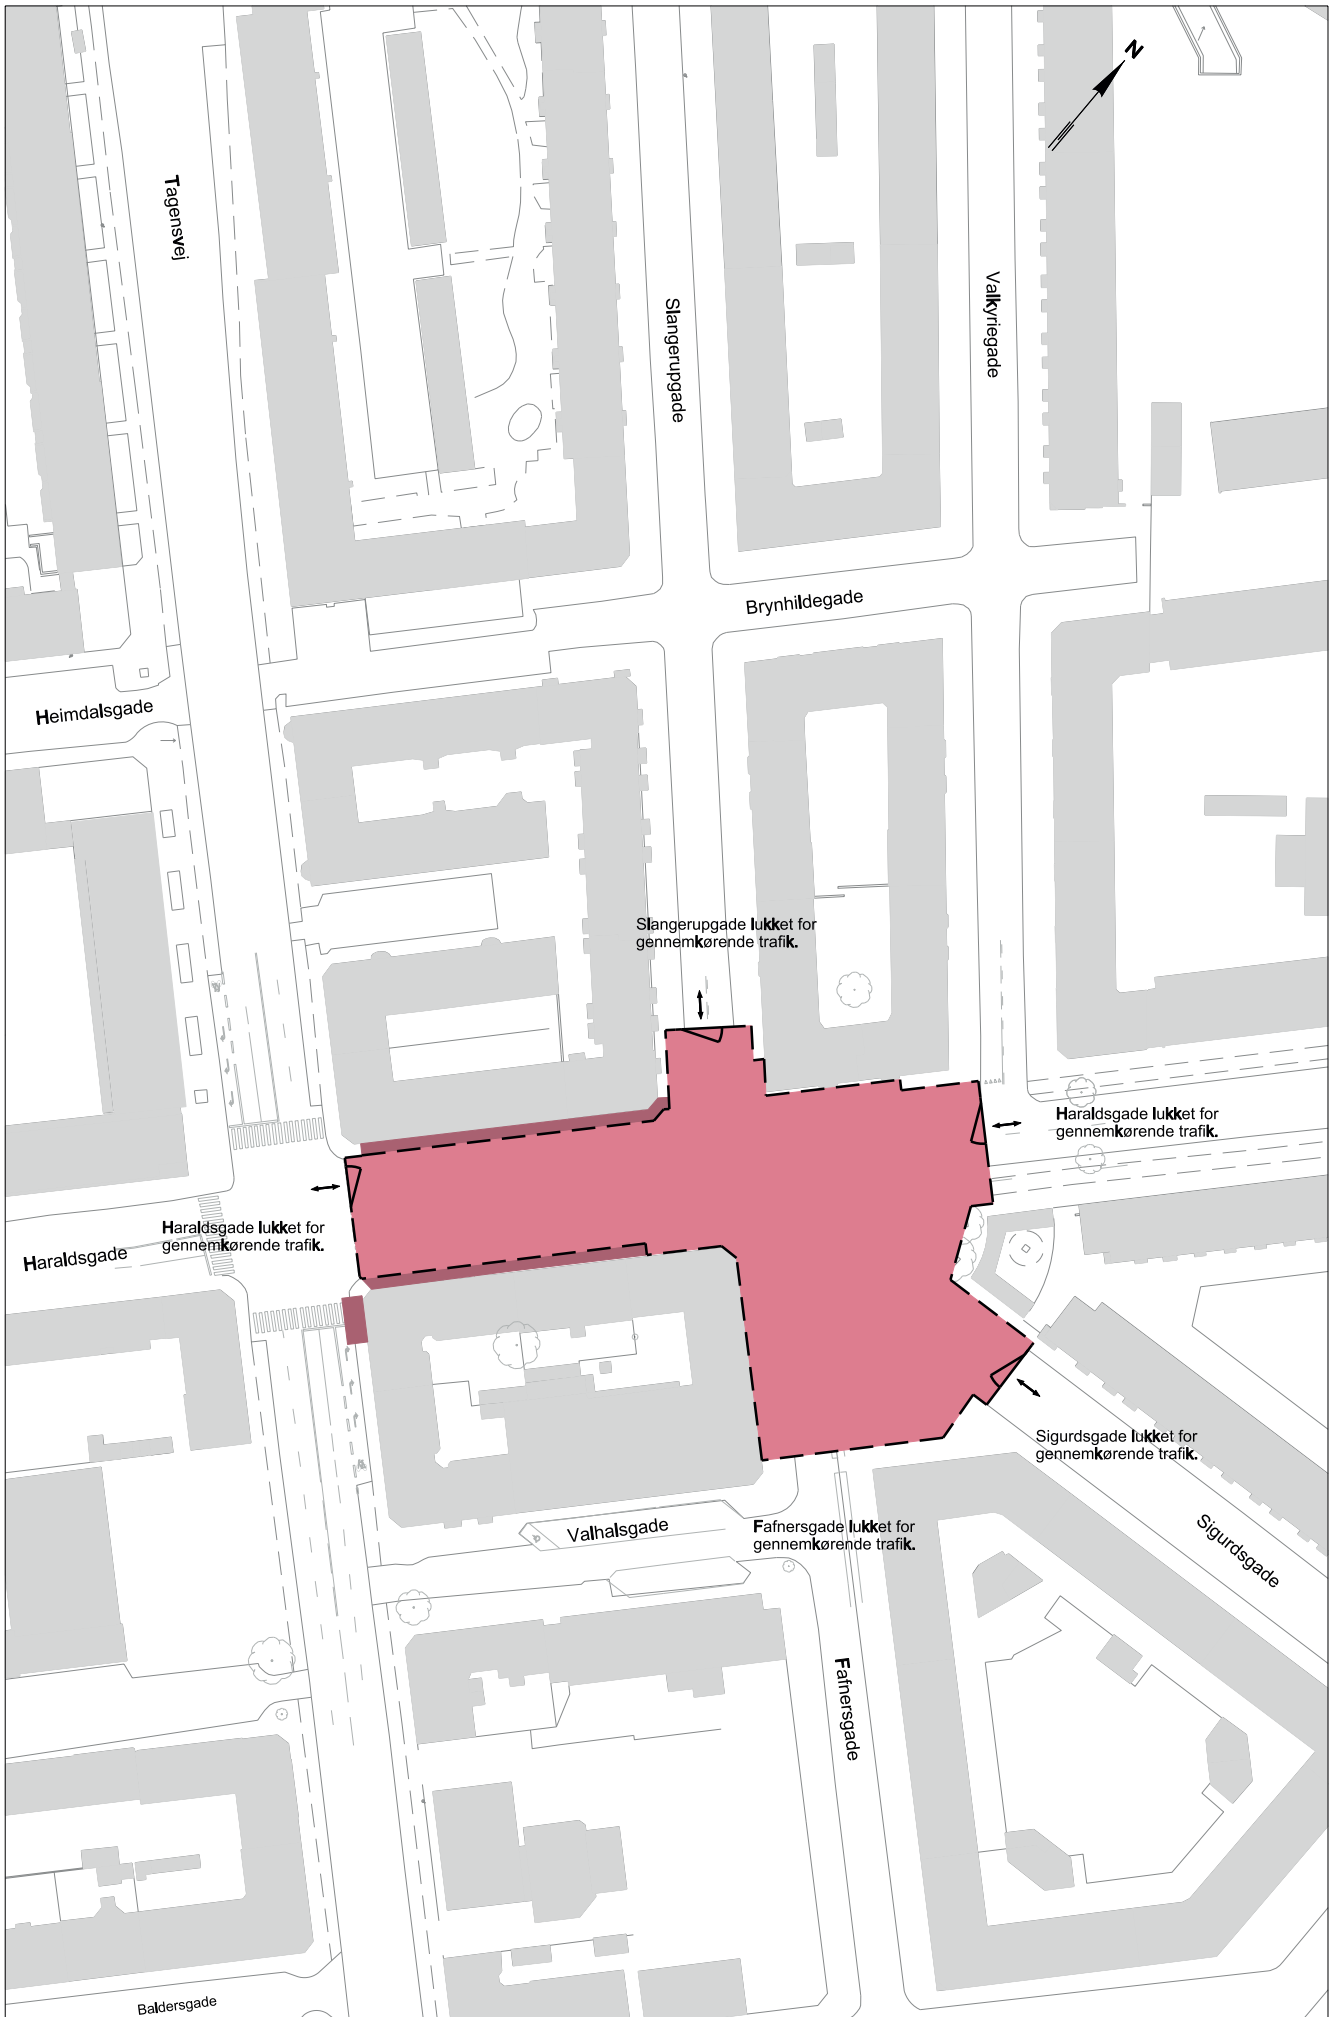 N
Tagensvej
Slangerupgade
Valkyriegade
Brynhildegade
Heimdalsgade
Slangerupgade lukket for
gennemkørende trafik.
Haraldsgade lukket for
gennemkørende trafik.
Haraldsgade lukket for
gennemkørende trafik.
Haraldsgade
Sigurdsgade lukket for
gennemkørende trafik.
Valhalsgade
Fafnersgade lukket for
gennemkørende trafik.
Sigurdsgade
Fafnersgade
Baldersgade